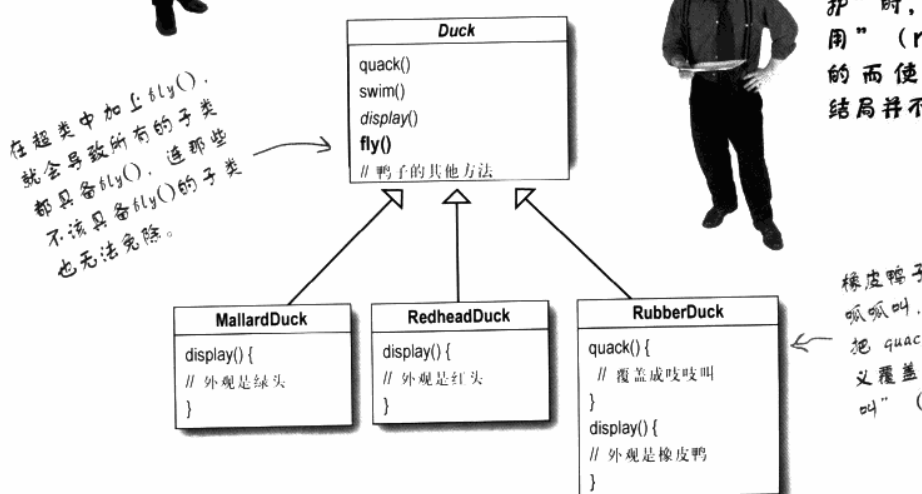 护”时，
用”（r
的而使
结局并不
在超类中加上fly()，
就会导致所有的子类
都具备fly()，连那些
不该具备fly()的子类
也无法免除。
Duck
quack()
swim()
display()
fly()
// 鸭子的其他方法
MallardDuck
display() {
// 外观是绿头
}
RedheadDuck
display() {
// 外观是红头
}
RubberDuck
quack() {
// 覆盖成吱吱叫
}
display() {
// 外观是橡皮鸭
}
橡皮鸭子
呱呱叫，
把 quac
义覆盖
叫”（